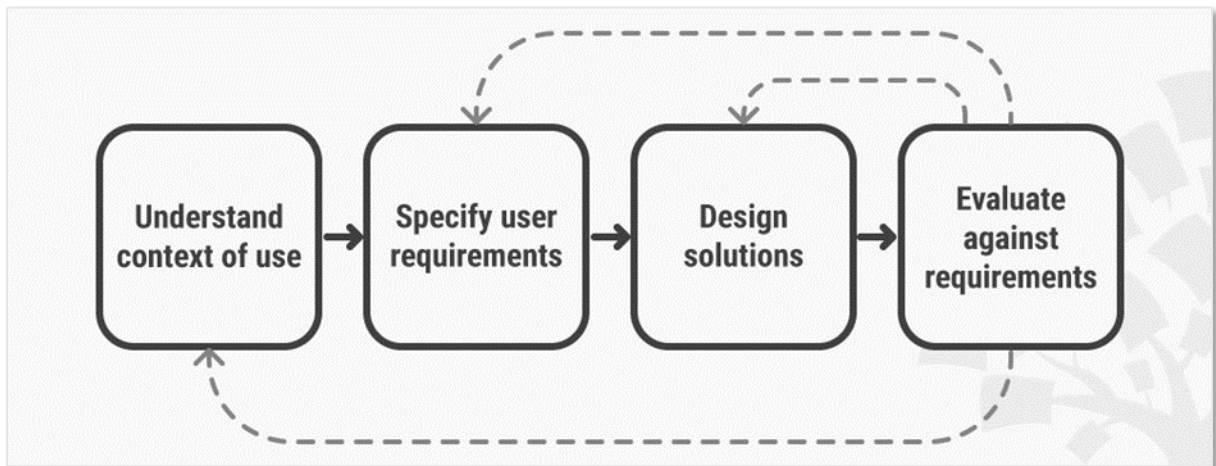 Understand
context of use
Specify user
requirements
Design
solutions
Evaluate
against
requirements